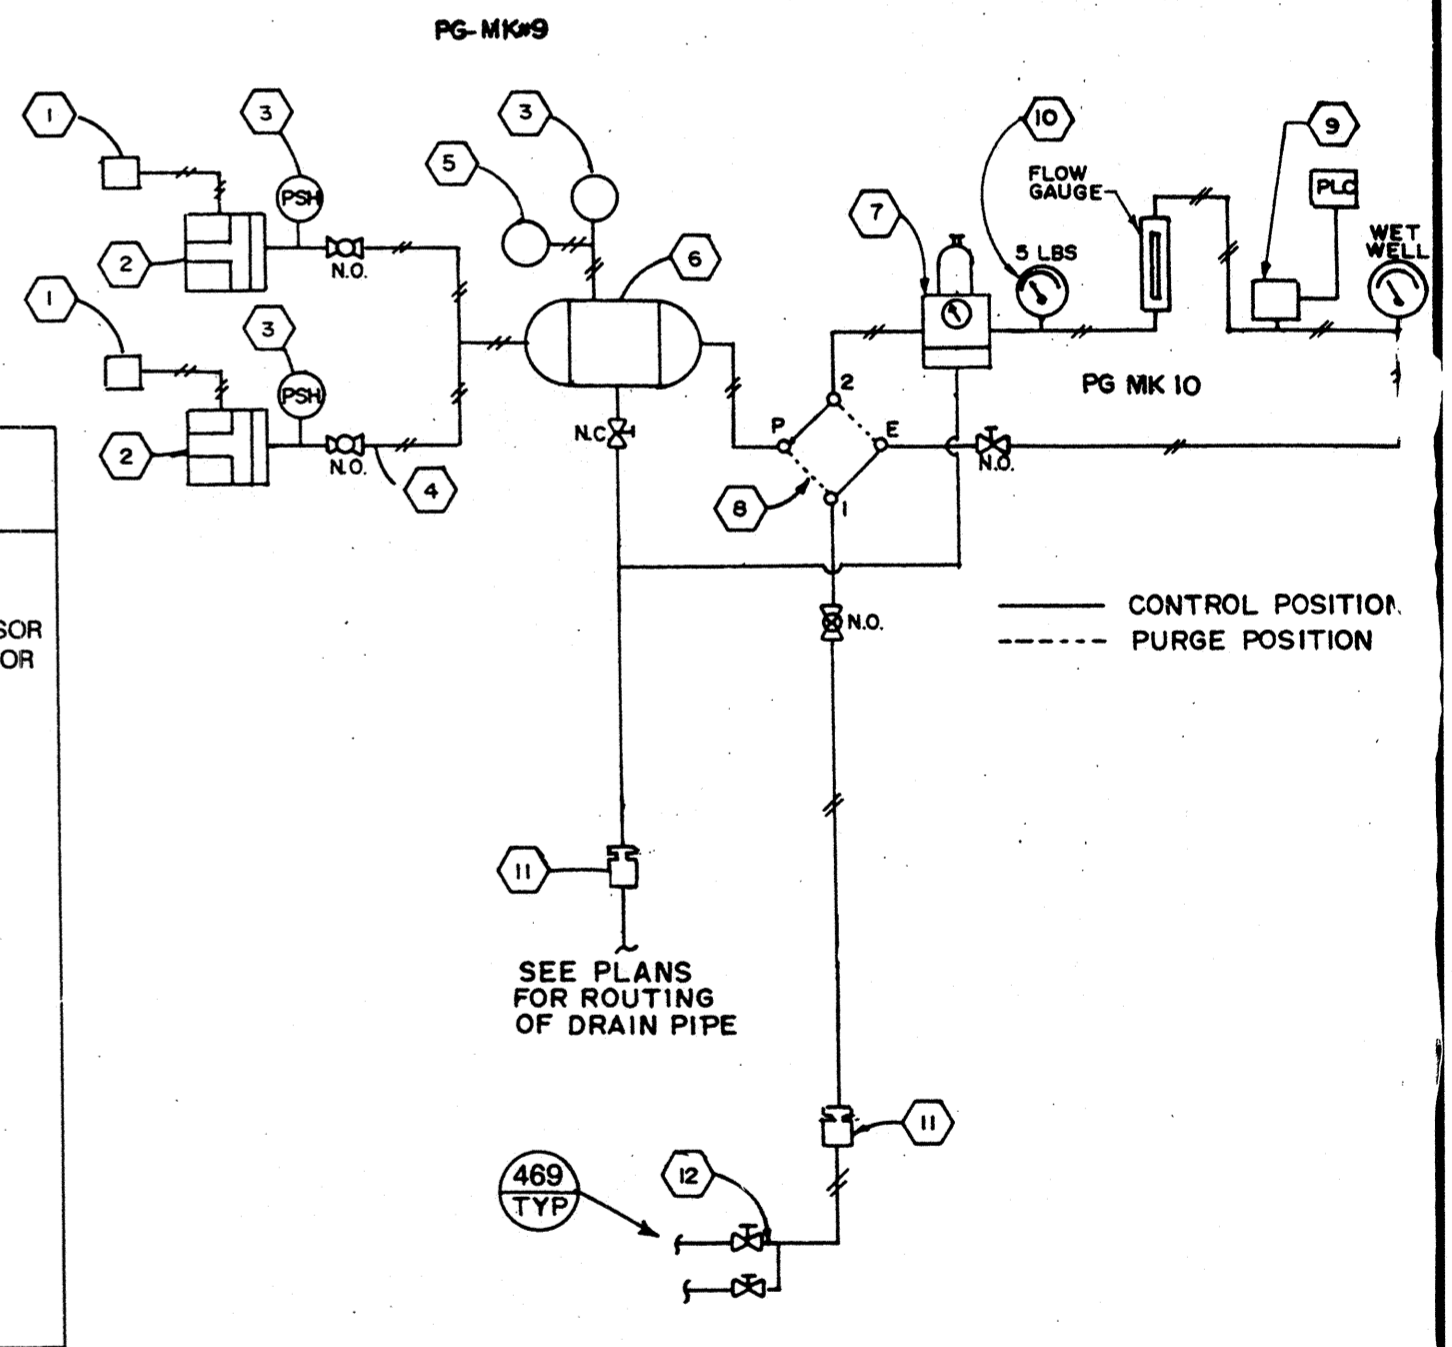 PG-MK#9
1
3
3
10
9
5
FLOW
GAUGE
PLC
7
PSH
WET
WELL
2
N.O.
6
5 LBS
1
3
PG MK 10
2
PSH
P
E
N.C.
2
N.O.
4
N.O.
8
1
CONTROL POSITION
N.O.
SOR
OR
PURGE POSITION
11
SEE PLANS
FOR ROUTING
OF DRAIN PIPE
11
469
TYP
12